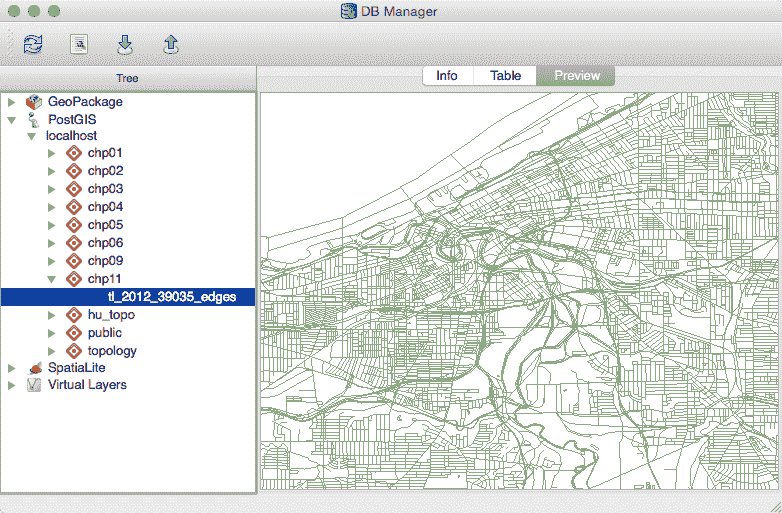 DB Manager
Tree
Info Table Preview
GeoPackage
PostGIS
localhost
chp01
chp02
chp03
chp04
chp05
chp06
chp09
chp11
tl_2012_39035_edges
hu_topo
public
topology
SpatiaLite
Virtual Layers